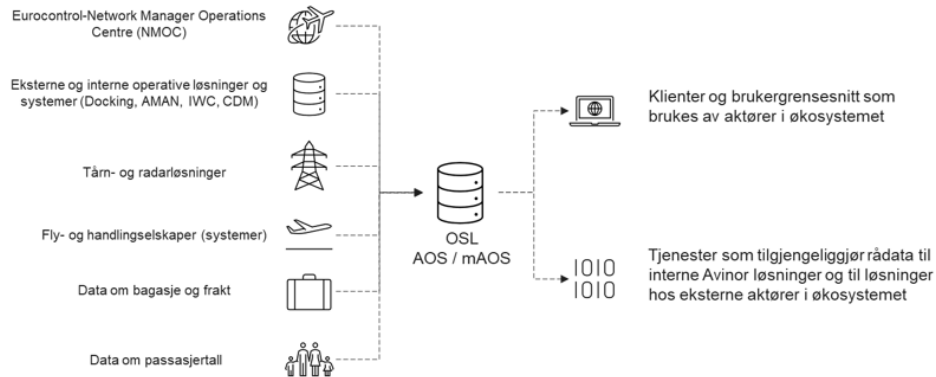 Eurocontrol-Network Manager Operations
Centre (NMOC)
Eksterne og interne operative løsninger og
systemer (Docking, AMAN, IWC, CDM)
Tårn- og radarløsninger
Fly- og handlingselskaper (systemer)
Data om bagasje og frakt
Data om passasjertall
OSL
AOS / mAOS
Klienter og brukergrensesnitt som
brukes av aktører i økosystemet
1010
1010
Tjenester som tilgjengeliggjør rådata til
interne Avinor løsninger og til løsninger
hos eksterne aktører i økosystemet